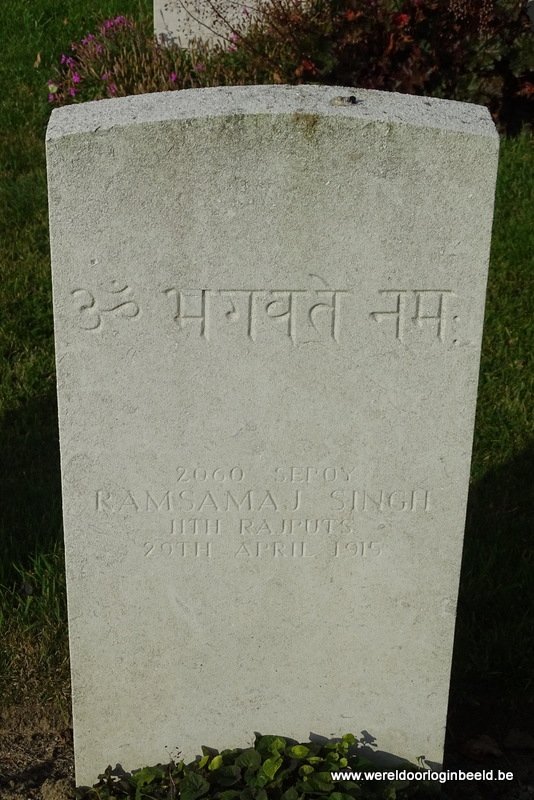 ॐ भगवते नमः
2060 SEPOY
RAMSAMAJ SINGH
11TH RAJPUTS
29TH APRIL 1915
www.wereldoorloginbeeld.be